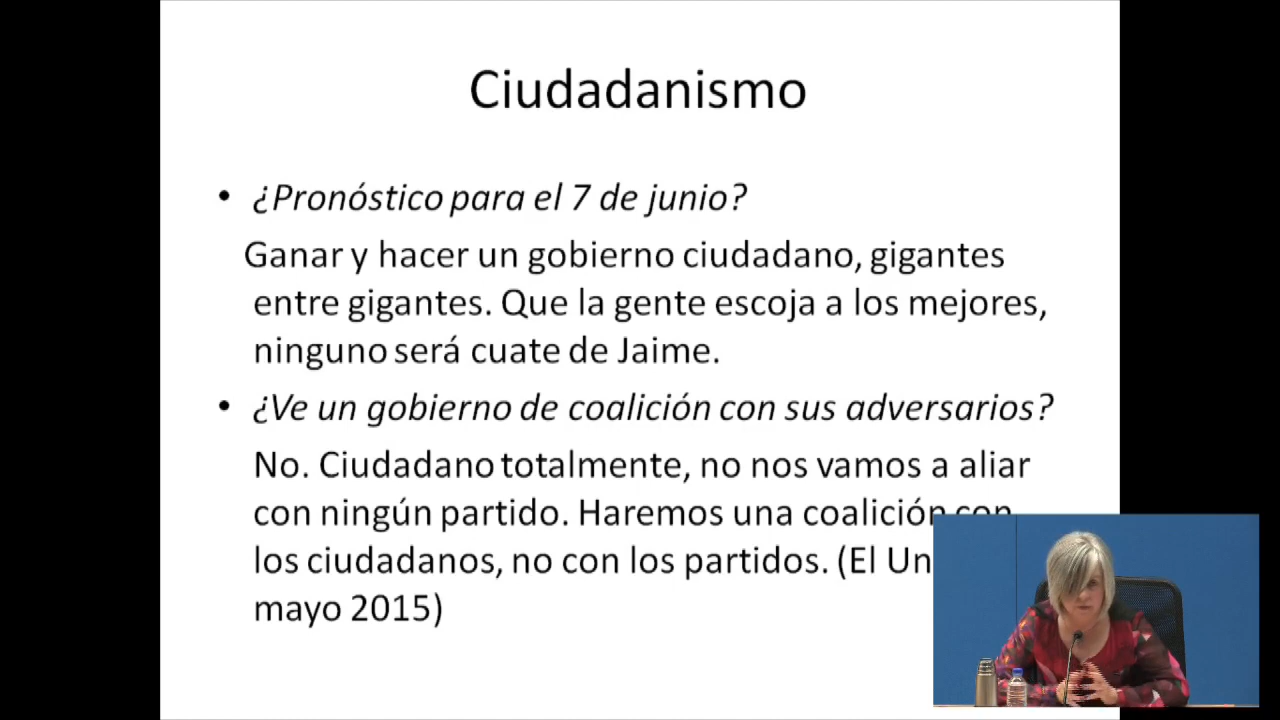 Ciudadanismo
• ¿Pronóstico para el 7 de junio?
Ganar y hacer un gobierno ciudadano, gigantes
entre gigantes. Que la gente escoja a los mejores,
ninguno será cuate de Jaime.
• ¿Ve un gobierno de coalición con sus adversarios?
No. Ciudadano totalmente, no nos vamos a aliar
con ningún partido. Haremos una coalición con
los ciudadanos, no con los partidos. (El
mayo 2015)